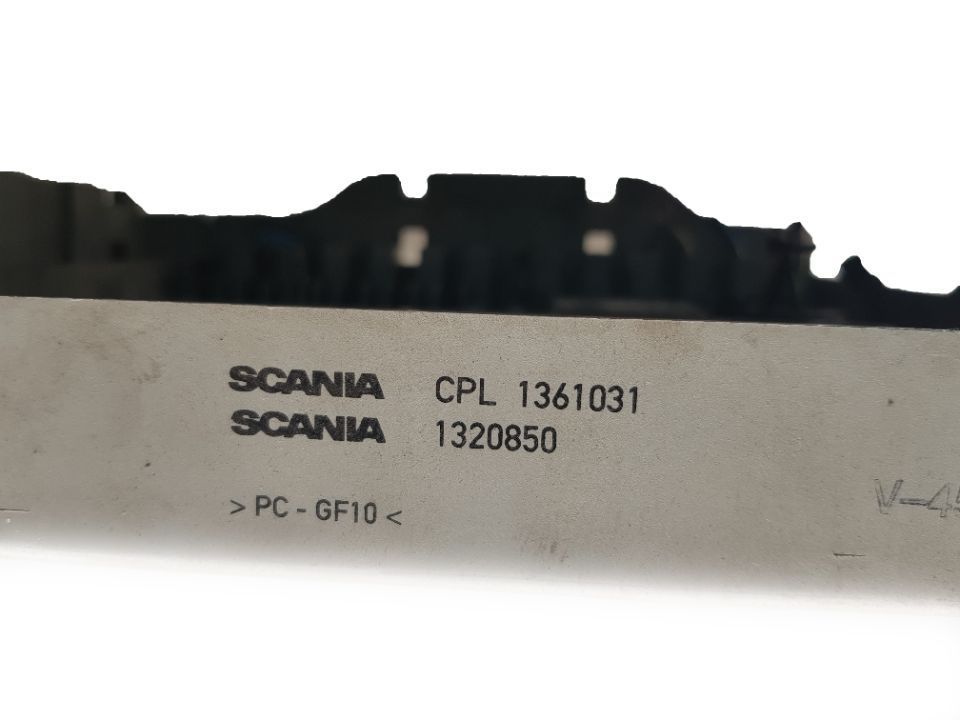 SCANIA CPL 1361031
SCANIA 1320850
> PC - GF10 <